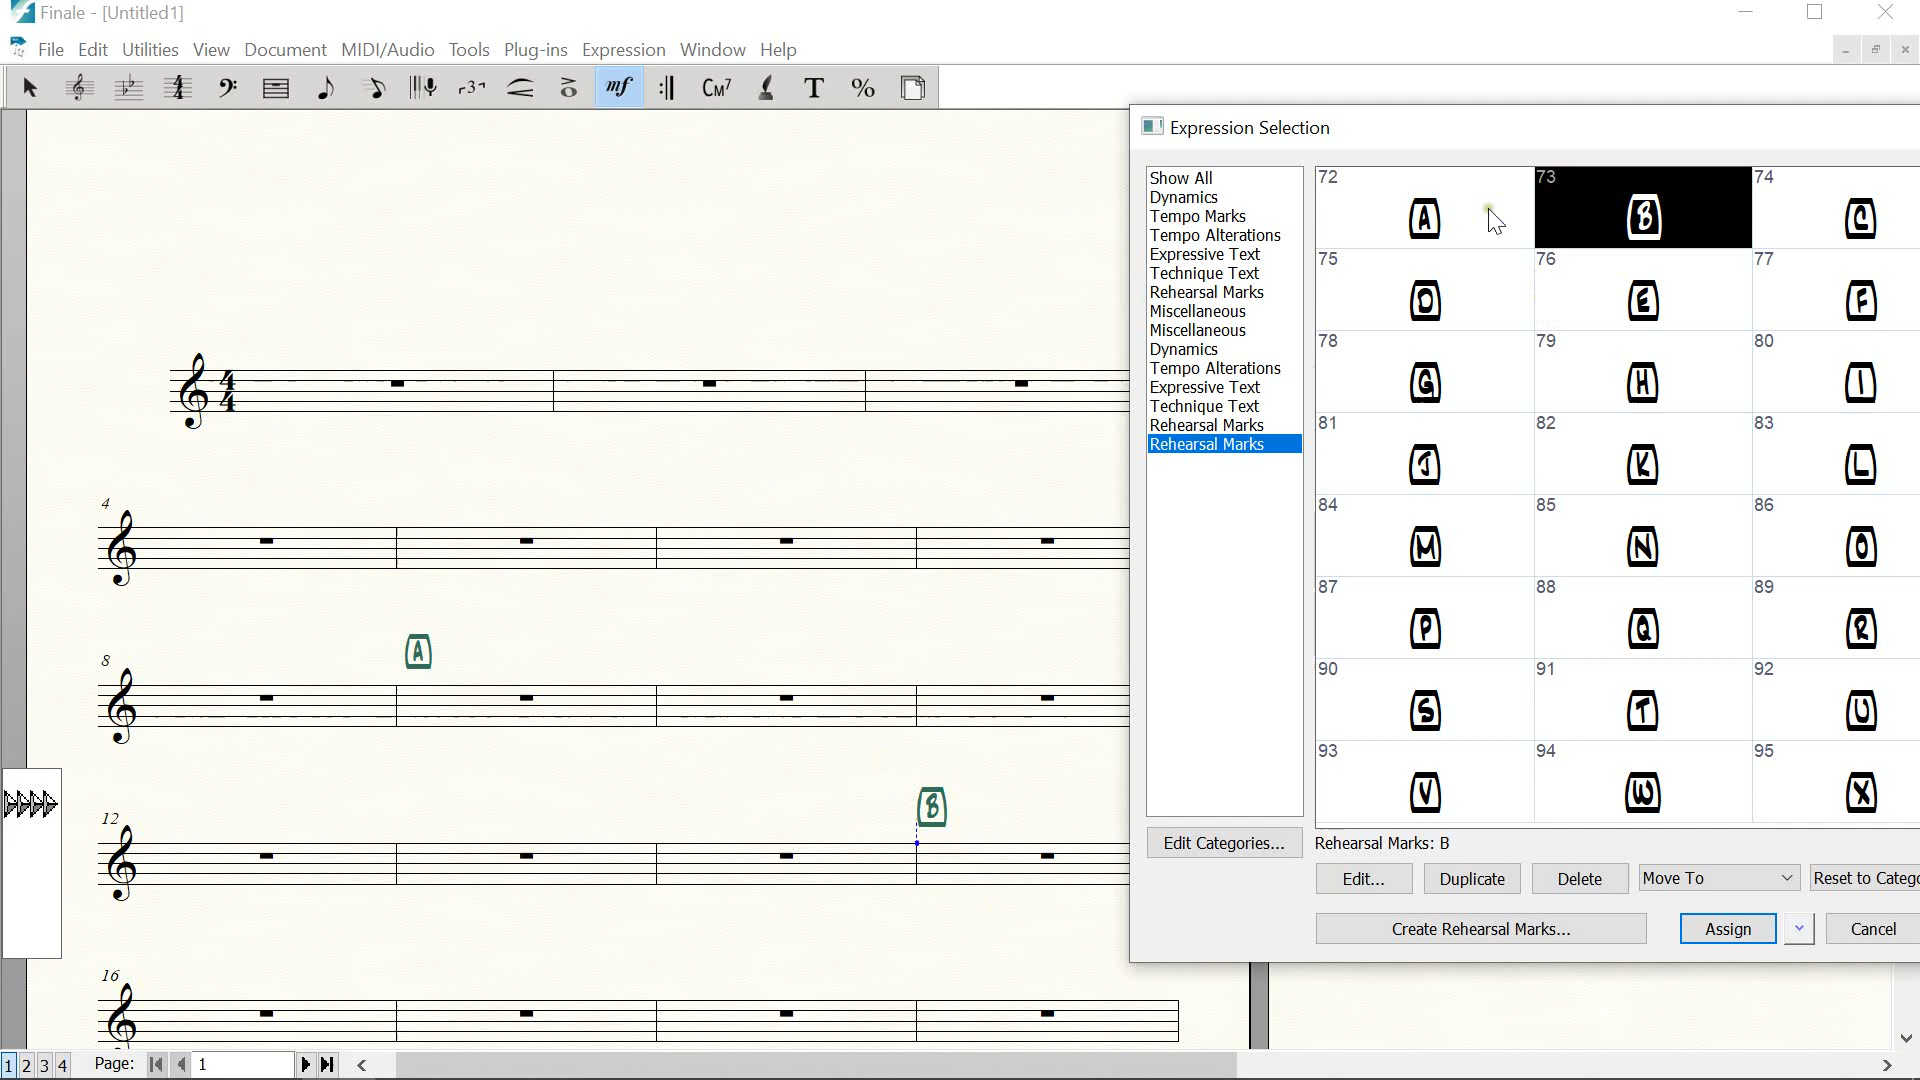 Finale - [Untitled1]
File Edit Utilities View Document MIDI/Audio Tools Plug-ins Expression Window Help
3 mf CM7 T %
Expression Selection
Show All
Dynamics
Tempo Marks
Tempo Alterations
Expressive Text
Technique Text
Rehearsal Marks
Miscellaneous
Miscellaneous
Dynamics
Tempo Alterations
Expressive Text
Technique Text
Rehearsal Marks
Rehearsal Marks
72 73 74
A B C
75 76 77
D E F
78 79 80
G H I
81 82 83
J K L
84 85 86
M N O
87 88 89
P Q R
90 91 92
S T U
93 94 95
V W X
Edit Categories...
Rehearsal Marks: B
Edit... Duplicate Delete Move To Reset to Catego
Create Rehearsal Marks... Assign Cancel
4
4
4
8
A
12
B
16
1 2 3 4 Page: 1